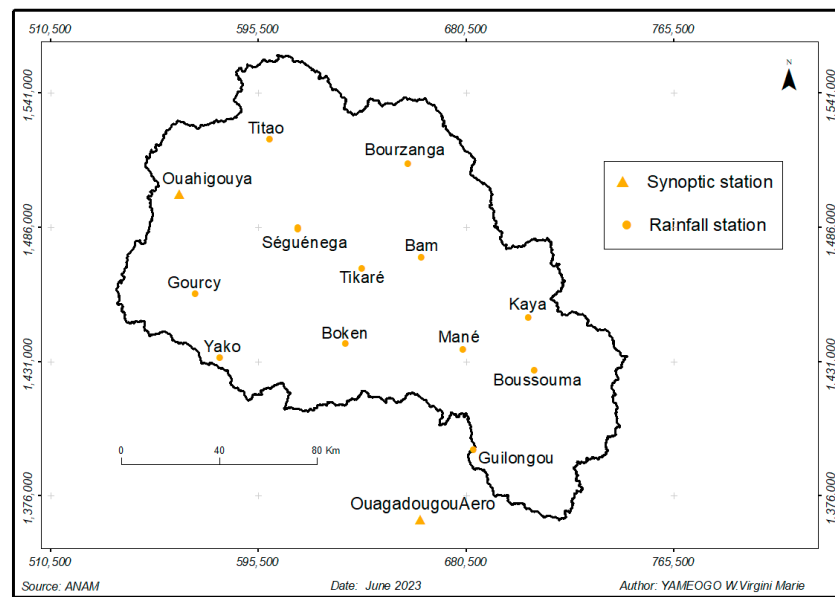 510,500 595,500 680,500 765,500
N
1,541,000 1,541,000
Titao
Bourzanga
Ouahigouya
Synoptic station
Rainfall station
1,486,000 1,486,000
Séguénega
Bam
Tikaré
Gourcy
Kaya
Boken
Mané
Yako
1,431,000 1,431,000
Boussouma
0 40 80 Km
Guilongou
1,376,000 1,376,000
OuagadougouAero
510,500 595,500 680,500 765,500
Source: ANAM Date: June 2023 Author: YAMEOGO W.Virgini Marie